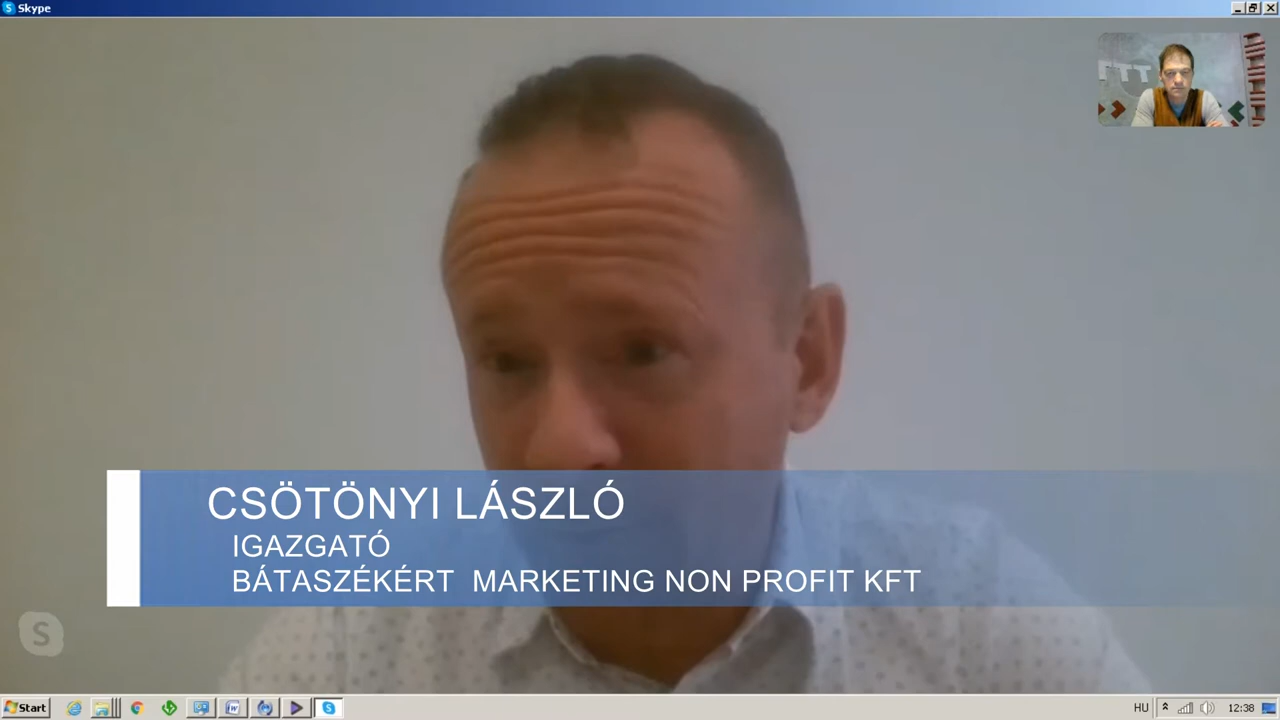 Skype
CSÖTÖNYI LÁSZLÓ
IGAZGATÓ
BÁTASZÉKÉRT MARKETING NON PROFIT KFT
S
Start
HU
12:38